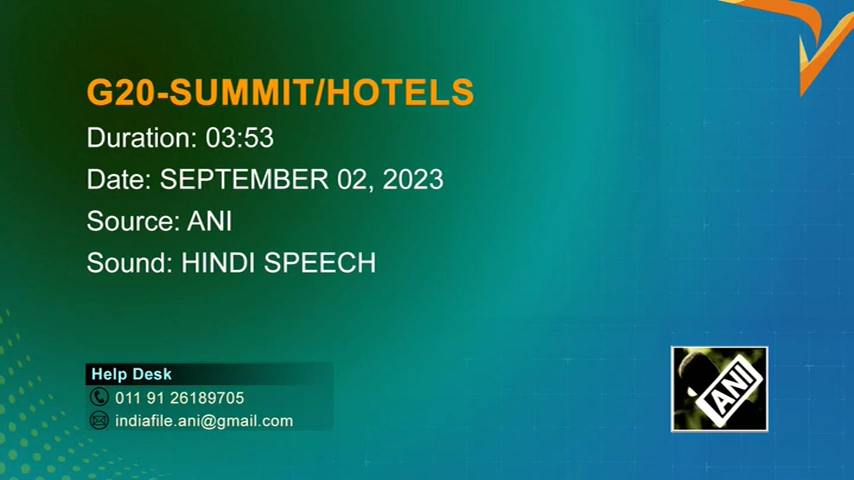 G20-SUMMIT/HOTELS
Duration: 03:53
Date: SEPTEMBER 02, 2023
Source: ANI
Sound: HINDI SPEECH
Help Desk
011 91 26189705
indiafile.ani@gmail.com
ANI